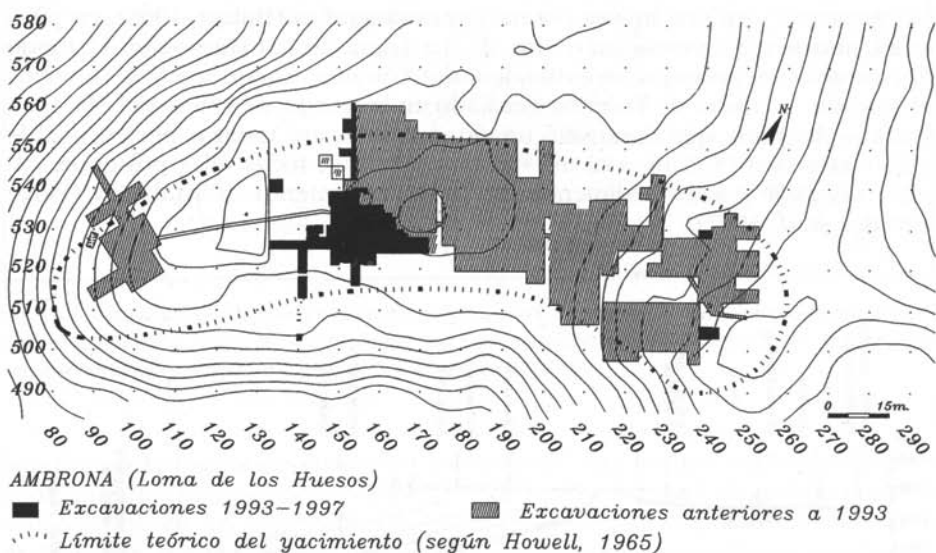 580
570
560
550
540
530
520
510
500
490
N
0 15m.
80 90 100 110 120 130 140 150 160 170 180 190 200 210 220 230 240 250 260 270 280 290
AMBRONA (Loma de los Huesos)
Excavaciones 1993-1997 Excavaciones anteriores a 1993
Límite teórico del yacimiento (según Howell, 1965)